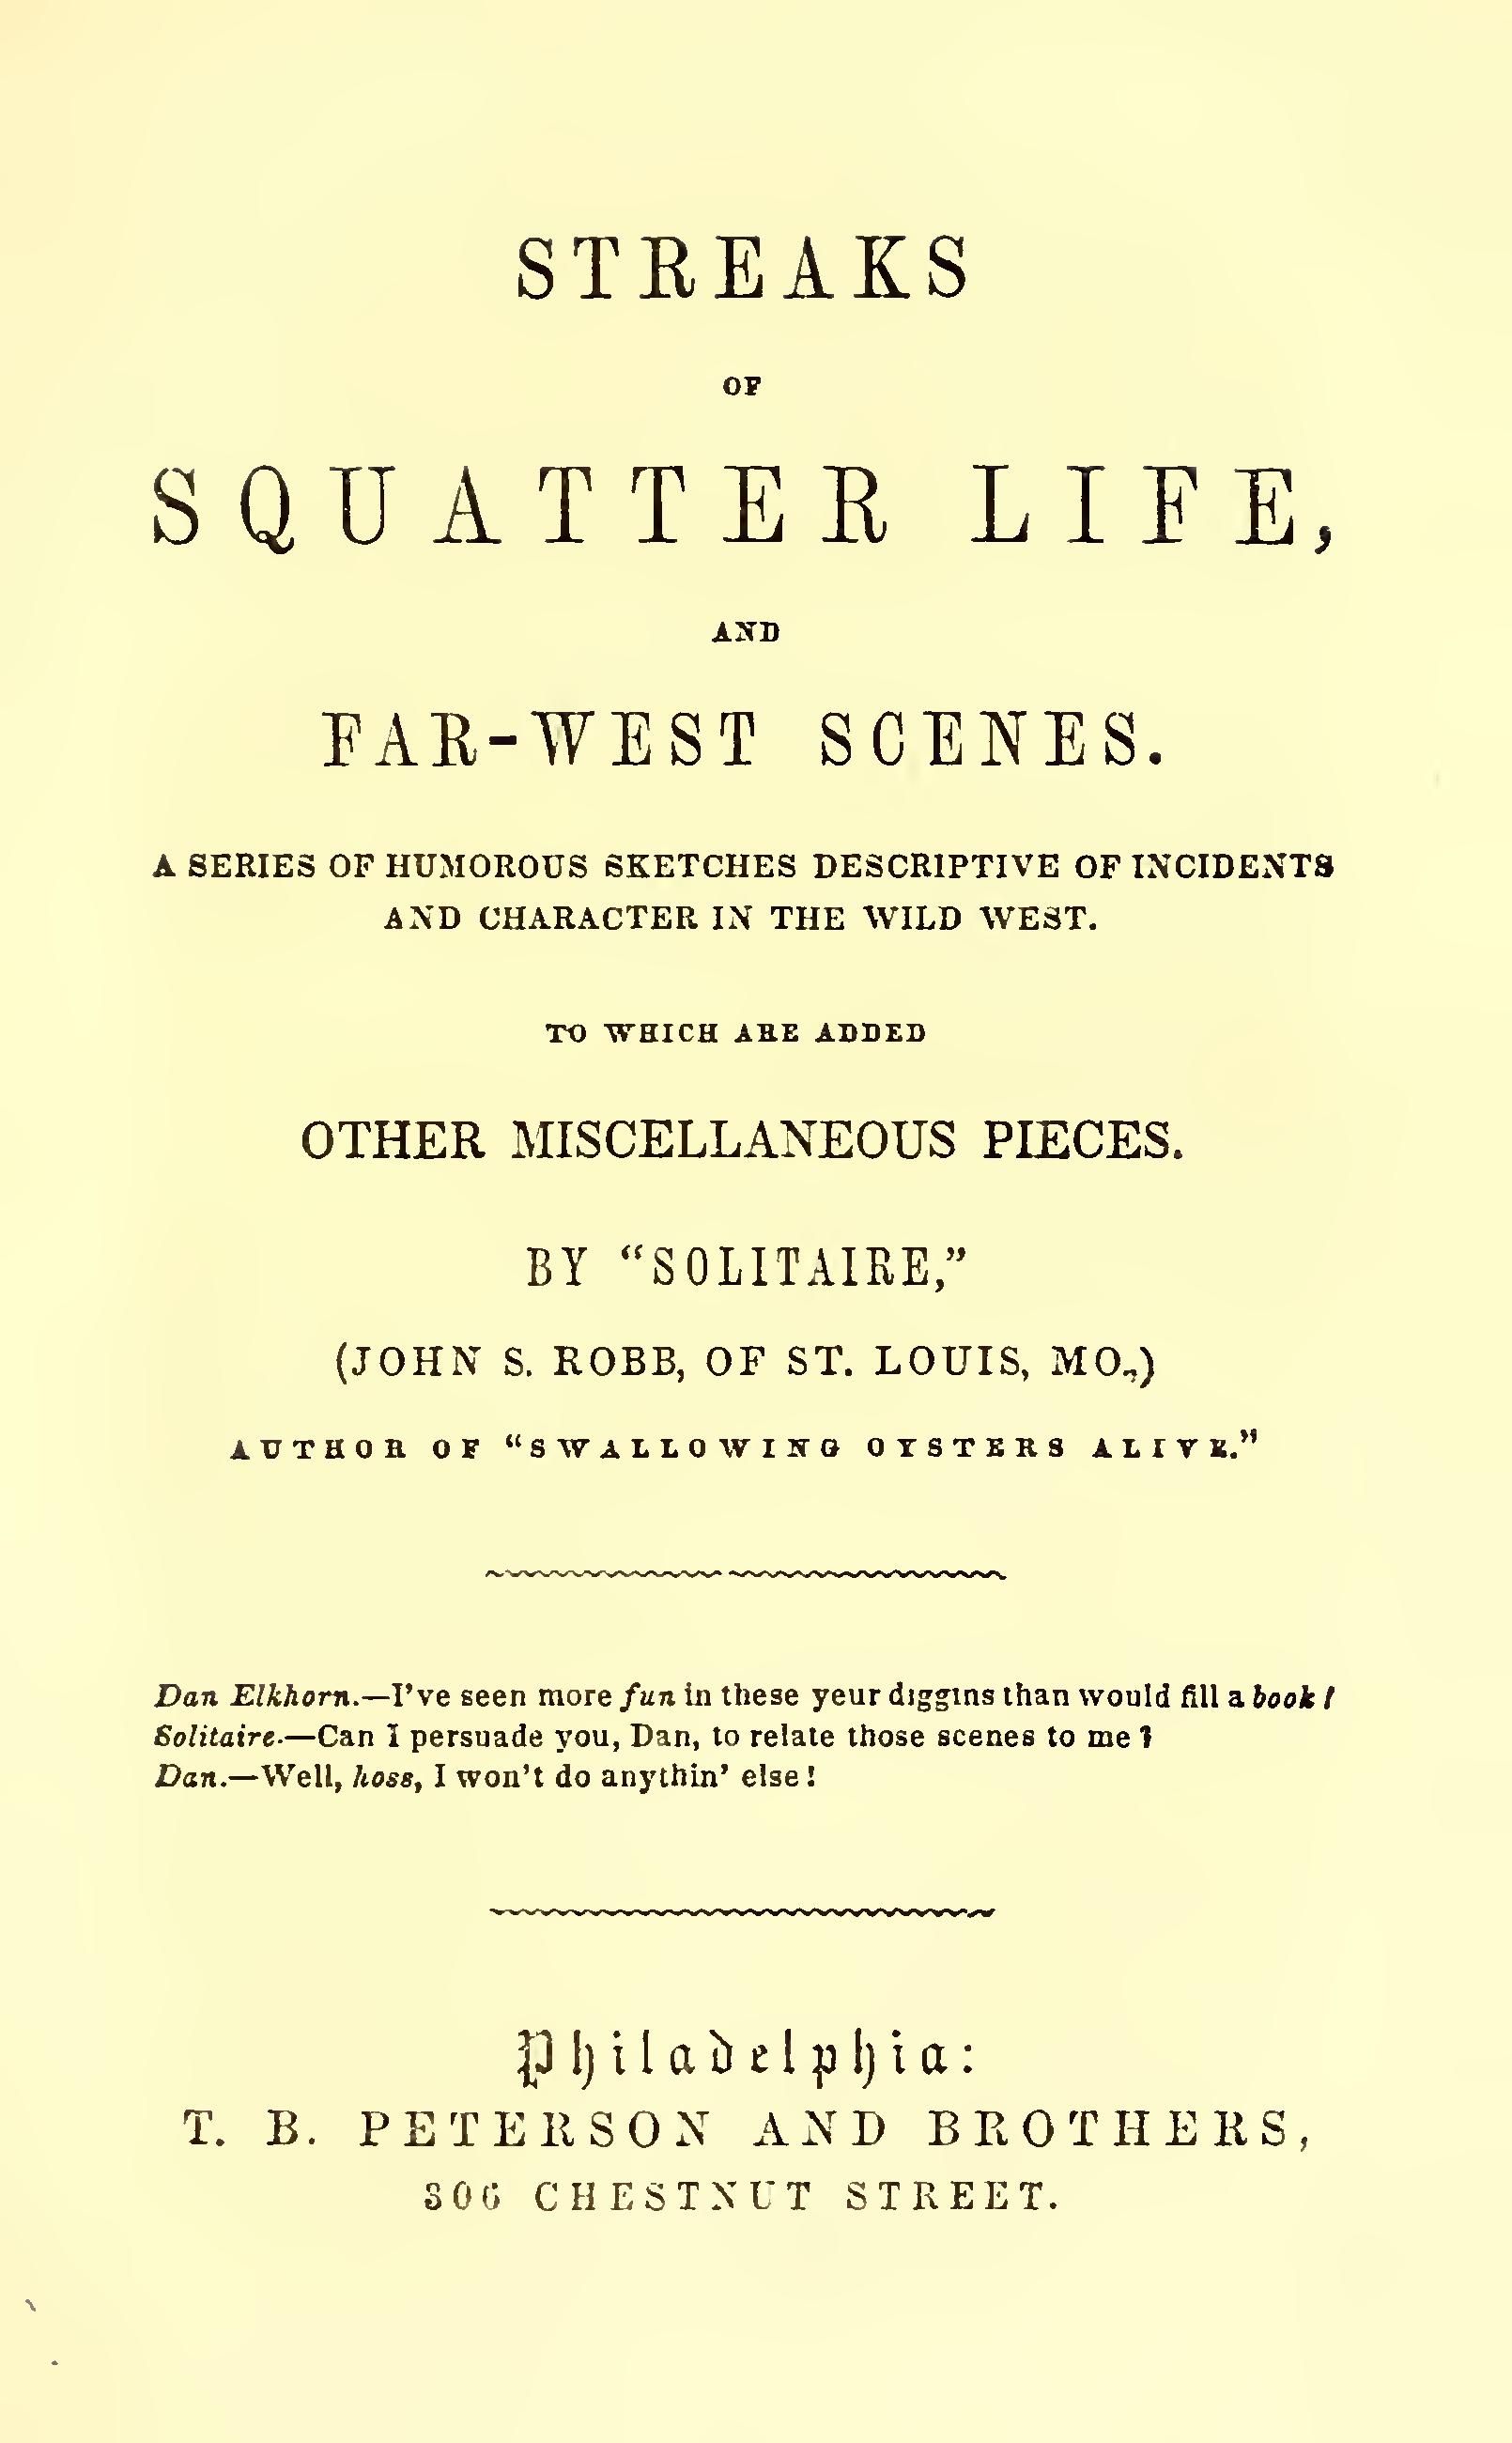 STREAKS
OF
SQUATTER LIFE,
AND
FAR-WEST SCENES.
A SERIES OF HUMOROUS SKETCHES DESCRIPTIVE OF INCIDENTS
AND CHARACTER IN THE WILD WEST.
TO WHICH ARE ADDED
OTHER MISCELLANEOUS PIECES.
BY “SOLITAIRE,”
(JOHN S. ROBB, OF ST. LOUIS, MO.,)
AUTHOR OF “SWALLOWING OYSTERS ALIVE.”
Dan Elkhorn.—I’ve seen more fun in these yeur diggins than would fill a book!
Solitaire.—Can I persuade you, Dan, to relate those scenes to me?
Dan.—Well, hoss, I won’t do anythin’ else!
Philadelphia:
T. B. PETERSON AND BROTHERS,
306 CHESTNUT STREET.